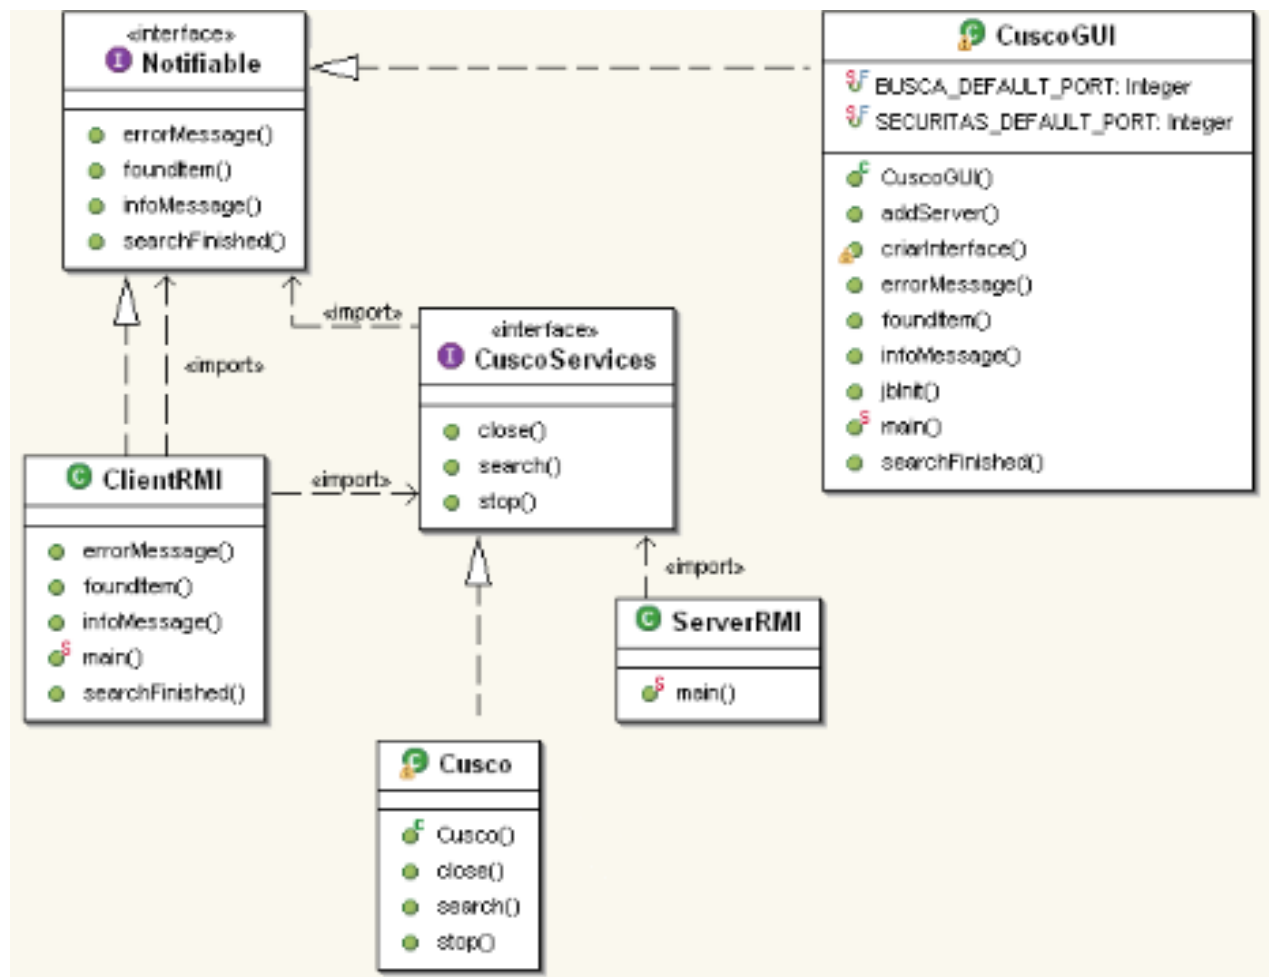 «interface»
I Notifiable
errorMessage()
foundItem()
infoMessage()
searchFinished()
C CuscoGUI
S F BUSCA_DEFAULT_PORT: Integer
S F SECURITAS_DEFAULT_PORT: Integer
C CuscoGUI()
addServer()
criarInterface()
errorMessage()
foundItem()
infoMessage()
jbInit()
S main()
searchFinished()
«import»
«import»
«interface»
I CuscoServices
close()
search()
stop()
C ClientRMI
errorMessage()
foundItem()
infoMessage()
S main()
searchFinished()
«import»
«import»
C ServerRMI
S main()
C Cusco
C Cusco()
close()
search()
stop()